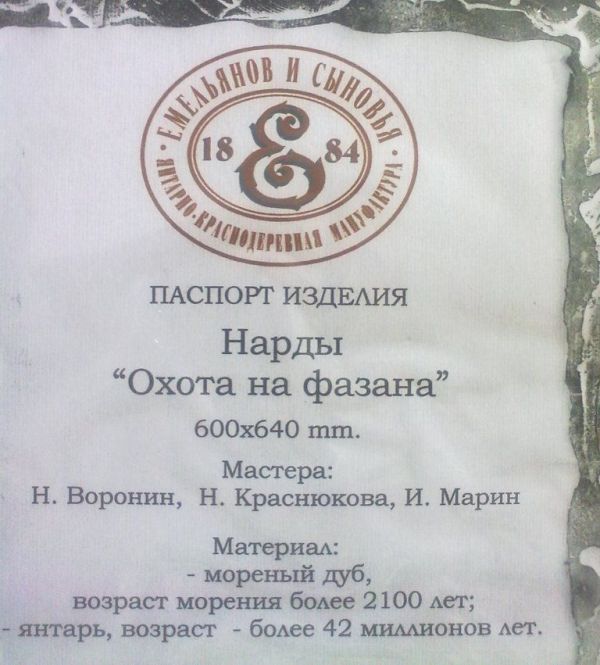 · ЕМЕЛЬЯНОВ И СЫНОВЬЯ ·
18 Е 84
ЯНТАРНО-КРАСНОДЕРЕВНАЯ МАНУФАКТУРА
ПАСПОРТ ИЗДЕЛИЯ
Нарды
“Охота на фазана”
600х640 mm.
Мастера:
Н. Воронин, Н. Краснюкова, И. Марин
Материал:
- мореный дуб,
возраст морения более 2100 лет;
- янтарь, возраст - более 42 миллионов лет.